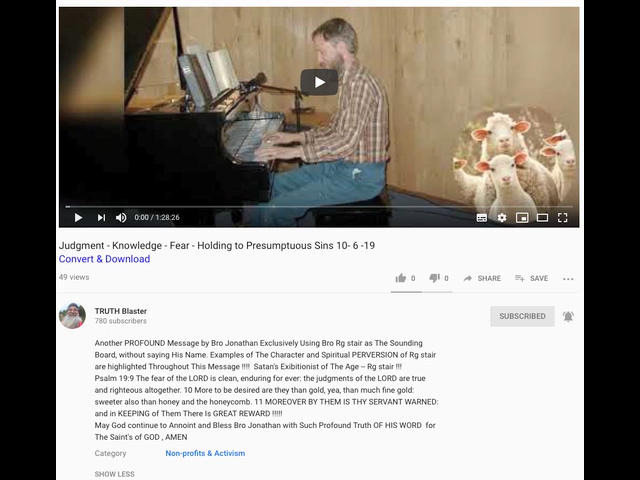 0:00 / 1:28:26
Judgment - Knowledge - Fear - Holding to Presumptuous Sins 10- 6 -19
Convert & Download
49 views
0
0
SHARE
SAVE
TRUTH Blaster
780 subscribers
SUBSCRIBED
Another PROFOUND Message by Bro Jonathan Exclusively Using Bro Rg stair as The Sounding
Board, without saying His Name. Examples of The Character and Spiritual PERVERSION of Rg stair
are highlighted Throughout This Message !!!!  Satan's Exibitionist of The Age -- Rg stair !!!
Psalm 19:9 The fear of the LORD is clean, enduring for ever: the judgments of the LORD are true
and righteous altogether. 10 More to be desired are they than gold, yea, than much fine gold:
sweeter also than honey and the honeycomb. 11 MOREOVER BY THEM IS THY SERVANT WARNED:
and in KEEPING of Them There Is GREAT REWARD !!!!!
May God continue to Annoint and Bless Bro Jonathan with Such Profound Truth OF HIS WORD  for
The Saint's of GOD , AMEN
Category
Non-profits & Activism
SHOW LESS